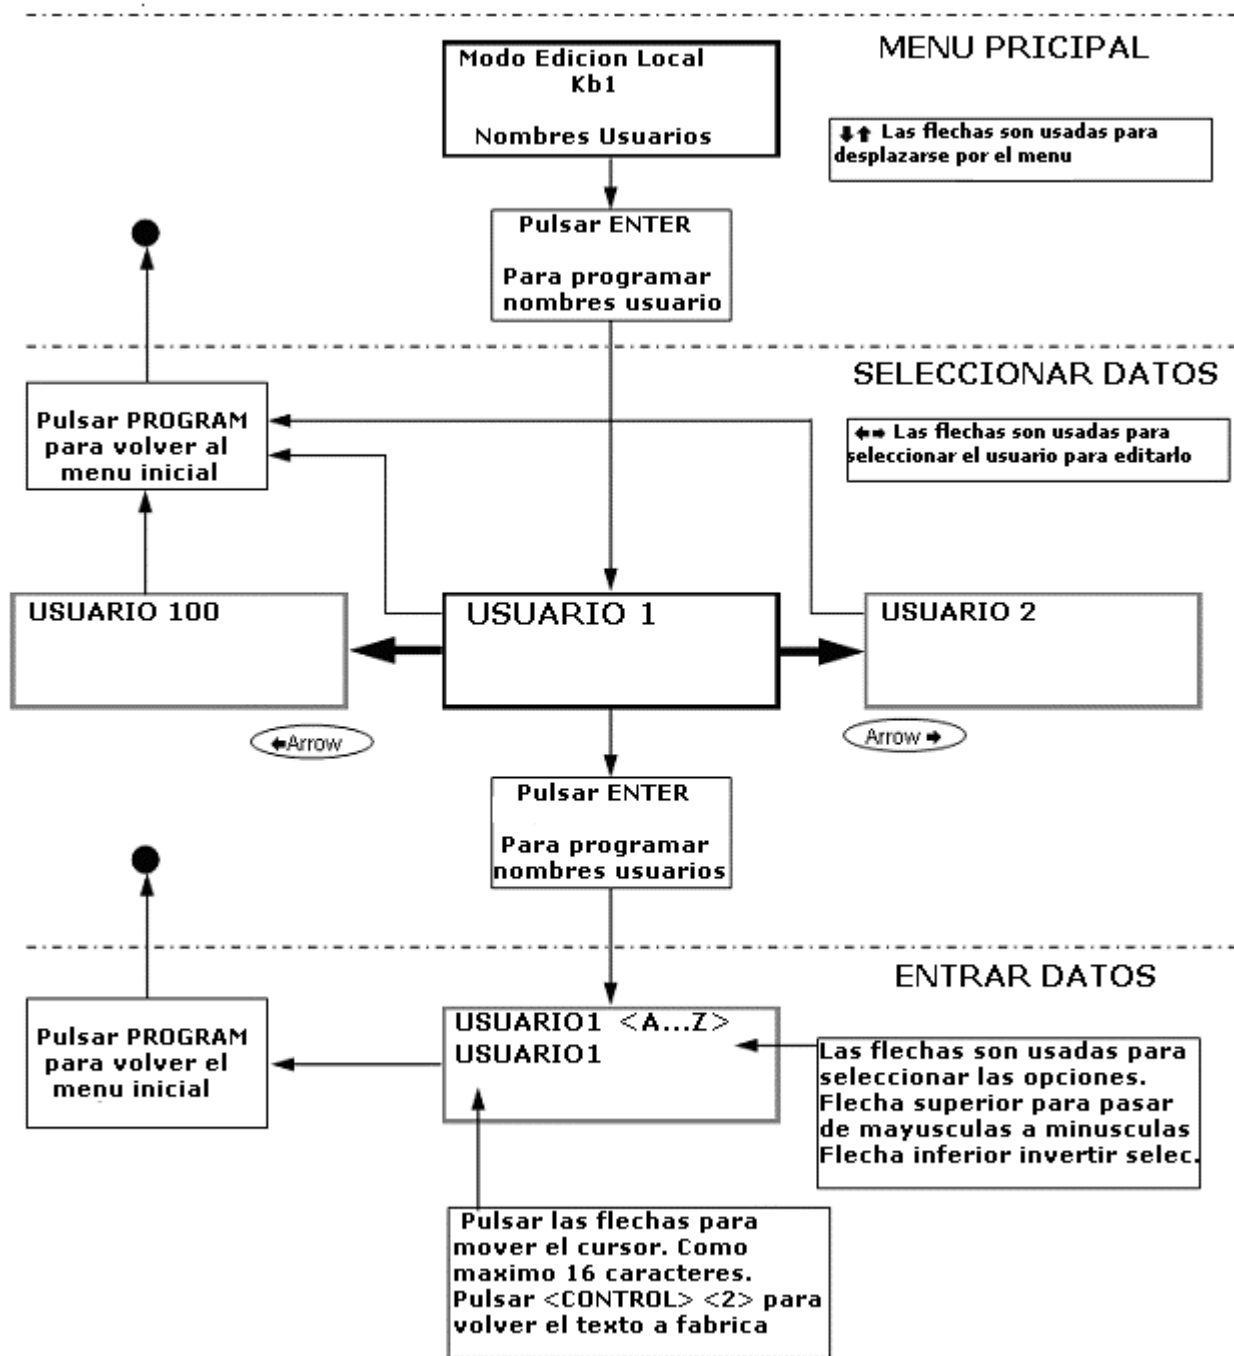 MENU PRICIPAL
Modo Edicion Local
Kb1
Nombres Usuarios
⬇⬆ Las flechas son usadas para
desplazarse por el menu
Pulsar ENTER
Para programar
nombres usuario
SELECCIONAR DATOS
Pulsar PROGRAM
para volver al
menu inicial
⬅➡ Las flechas son usadas para
seleccionar el usuario para editarlo
USUARIO 100
USUARIO 1
USUARIO 2
⬅Arrow
Arrow ➡
Pulsar ENTER
Para programar
nombres usuarios
ENTRAR DATOS
Pulsar PROGRAM
para volver el
menu inicial
USUARIO1 <A...Z>
USUARIO1
Las flechas son usadas para
seleccionar las opciones.
Flecha superior para pasar
de mayusculas a minusculas
Flecha inferior invertir selec.
Pulsar las flechas para
mover el cursor. Como
maximo 16 caracteres.
Pulsar <CONTROL> <2> para
volver el texto a fabrica